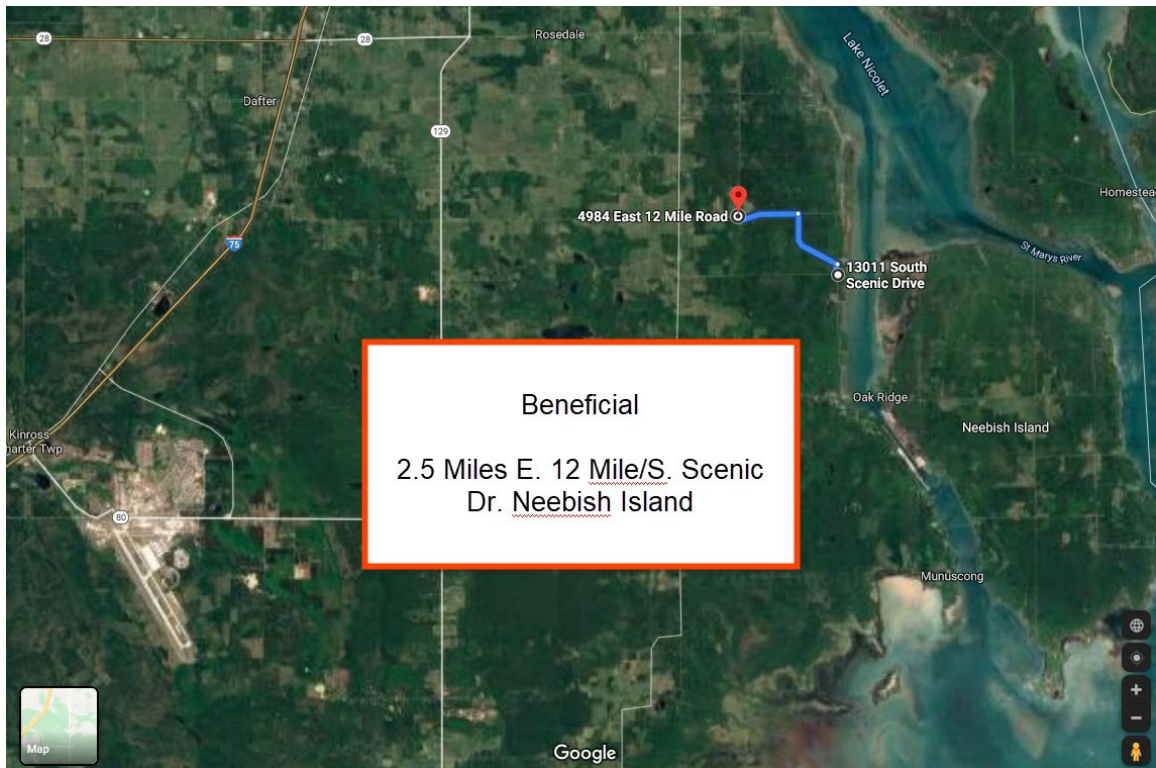 28
28
Rosedale
Lake Nicolet
Dafter
129
Homestead
4984 East 12 Mile Road
75
St Marys River
13011 South
Scenic Drive
Beneficial
2.5 Miles E. 12 Mile/S. Scenic
Dr. Neebish Island
Oak Ridge
Neebish Island
Kinross
harter Twp
80
Munuscong
Map
Google